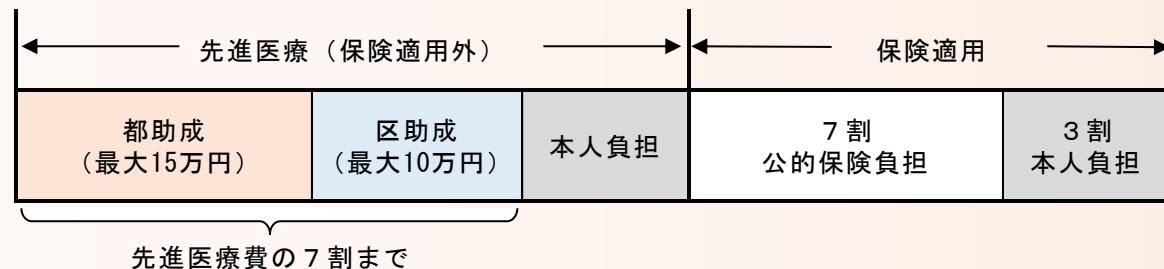 先進医療（保険適用外）
保険適用
都助成
（最大15万円）
区助成
（最大10万円）
本人負担
７割
公的保険負担
３割
本人負担
先進医療費の７割まで